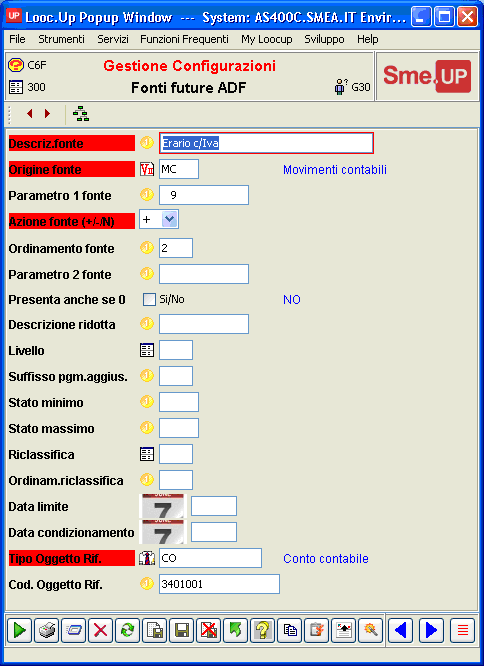 UP Looc.Up Popup Window --- System: AS400C.SMEA.IT Envir...
File Strumenti Servizi Funzioni Frequenti My Loocup Sviluppo Help
C6F Gestione Configurazioni
300 Fonti future ADF G30
Sme.UP
Descriz.fonte Erario c/Iva
Origine fonte MC Movimenti contabili
Parametro 1 fonte 9
Azione fonte (+/-/N) +
Ordinamento fonte 2
Parametro 2 fonte
Presenta anche se 0 Si/No NO
Descrizione ridotta
Livello
Suffisso pgm.aggius.
Stato minimo
Stato massimo
Riclassifica
Ordinam.riclassifica
Data limite 7
Data condizionamento 7
Tipo Oggetto Rif. CO Conto contabile
Cod. Oggetto Rif. 3401001